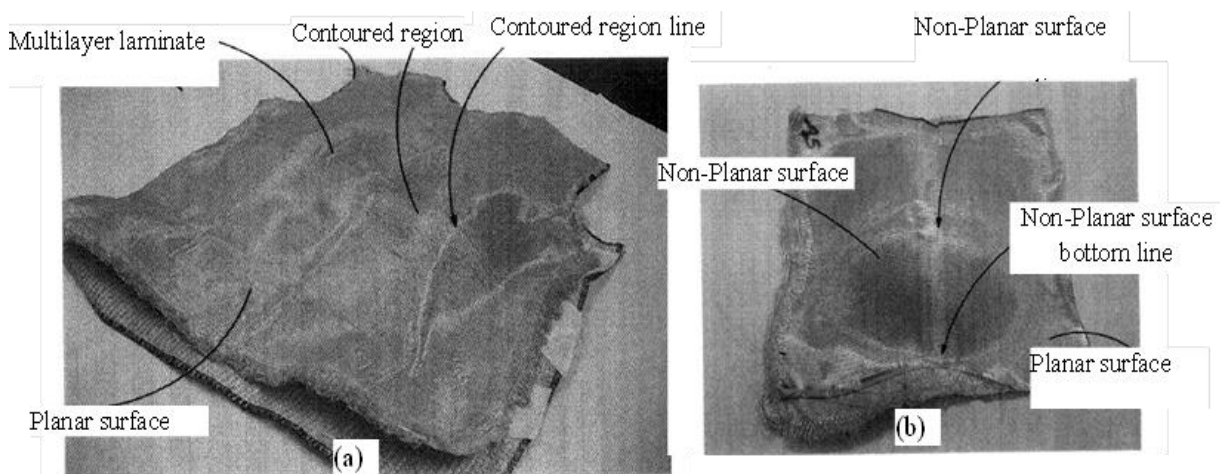 Multilayer laminate
Contoured region
Contoured region line
Planar surface
(a)
Non-Planar surface
Non-Planar surface
Non-Planar surface
bottom line
Planar surface
(b)